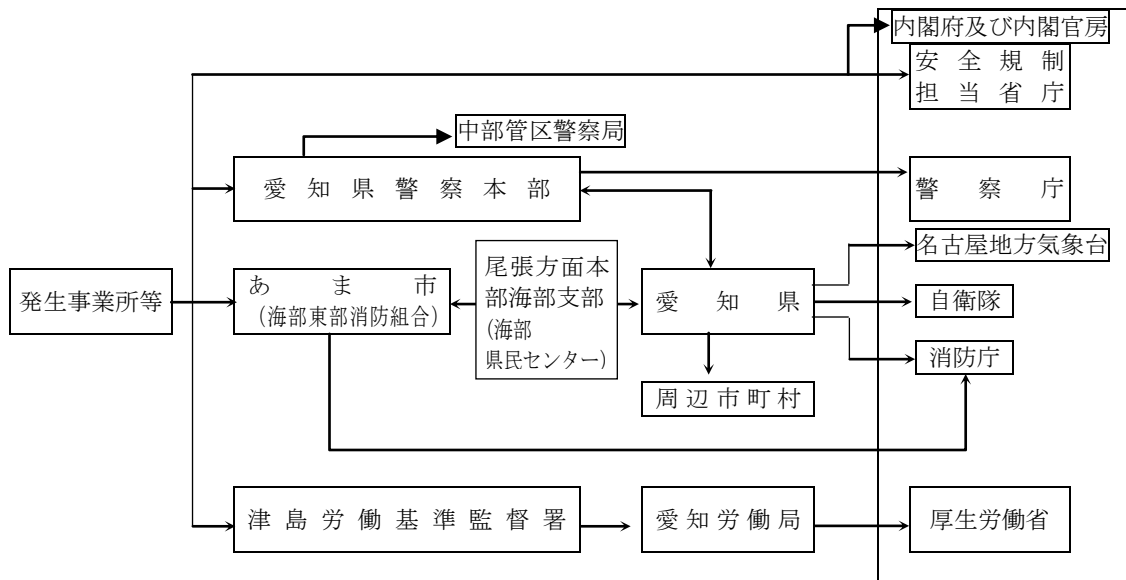 内閣府及び内閣官房
安全規制
担当省庁
中部管区警察局
愛知県警察本部
警察庁
名古屋地方気象台
発生事業所等
あま市
（海部東部消防組合）
尾張方面本
部海部支部
(海部
県民センター)
愛知県
自衛隊
消防庁
周辺市町村
津島労働基準監督署
愛知労働局
厚生労働省